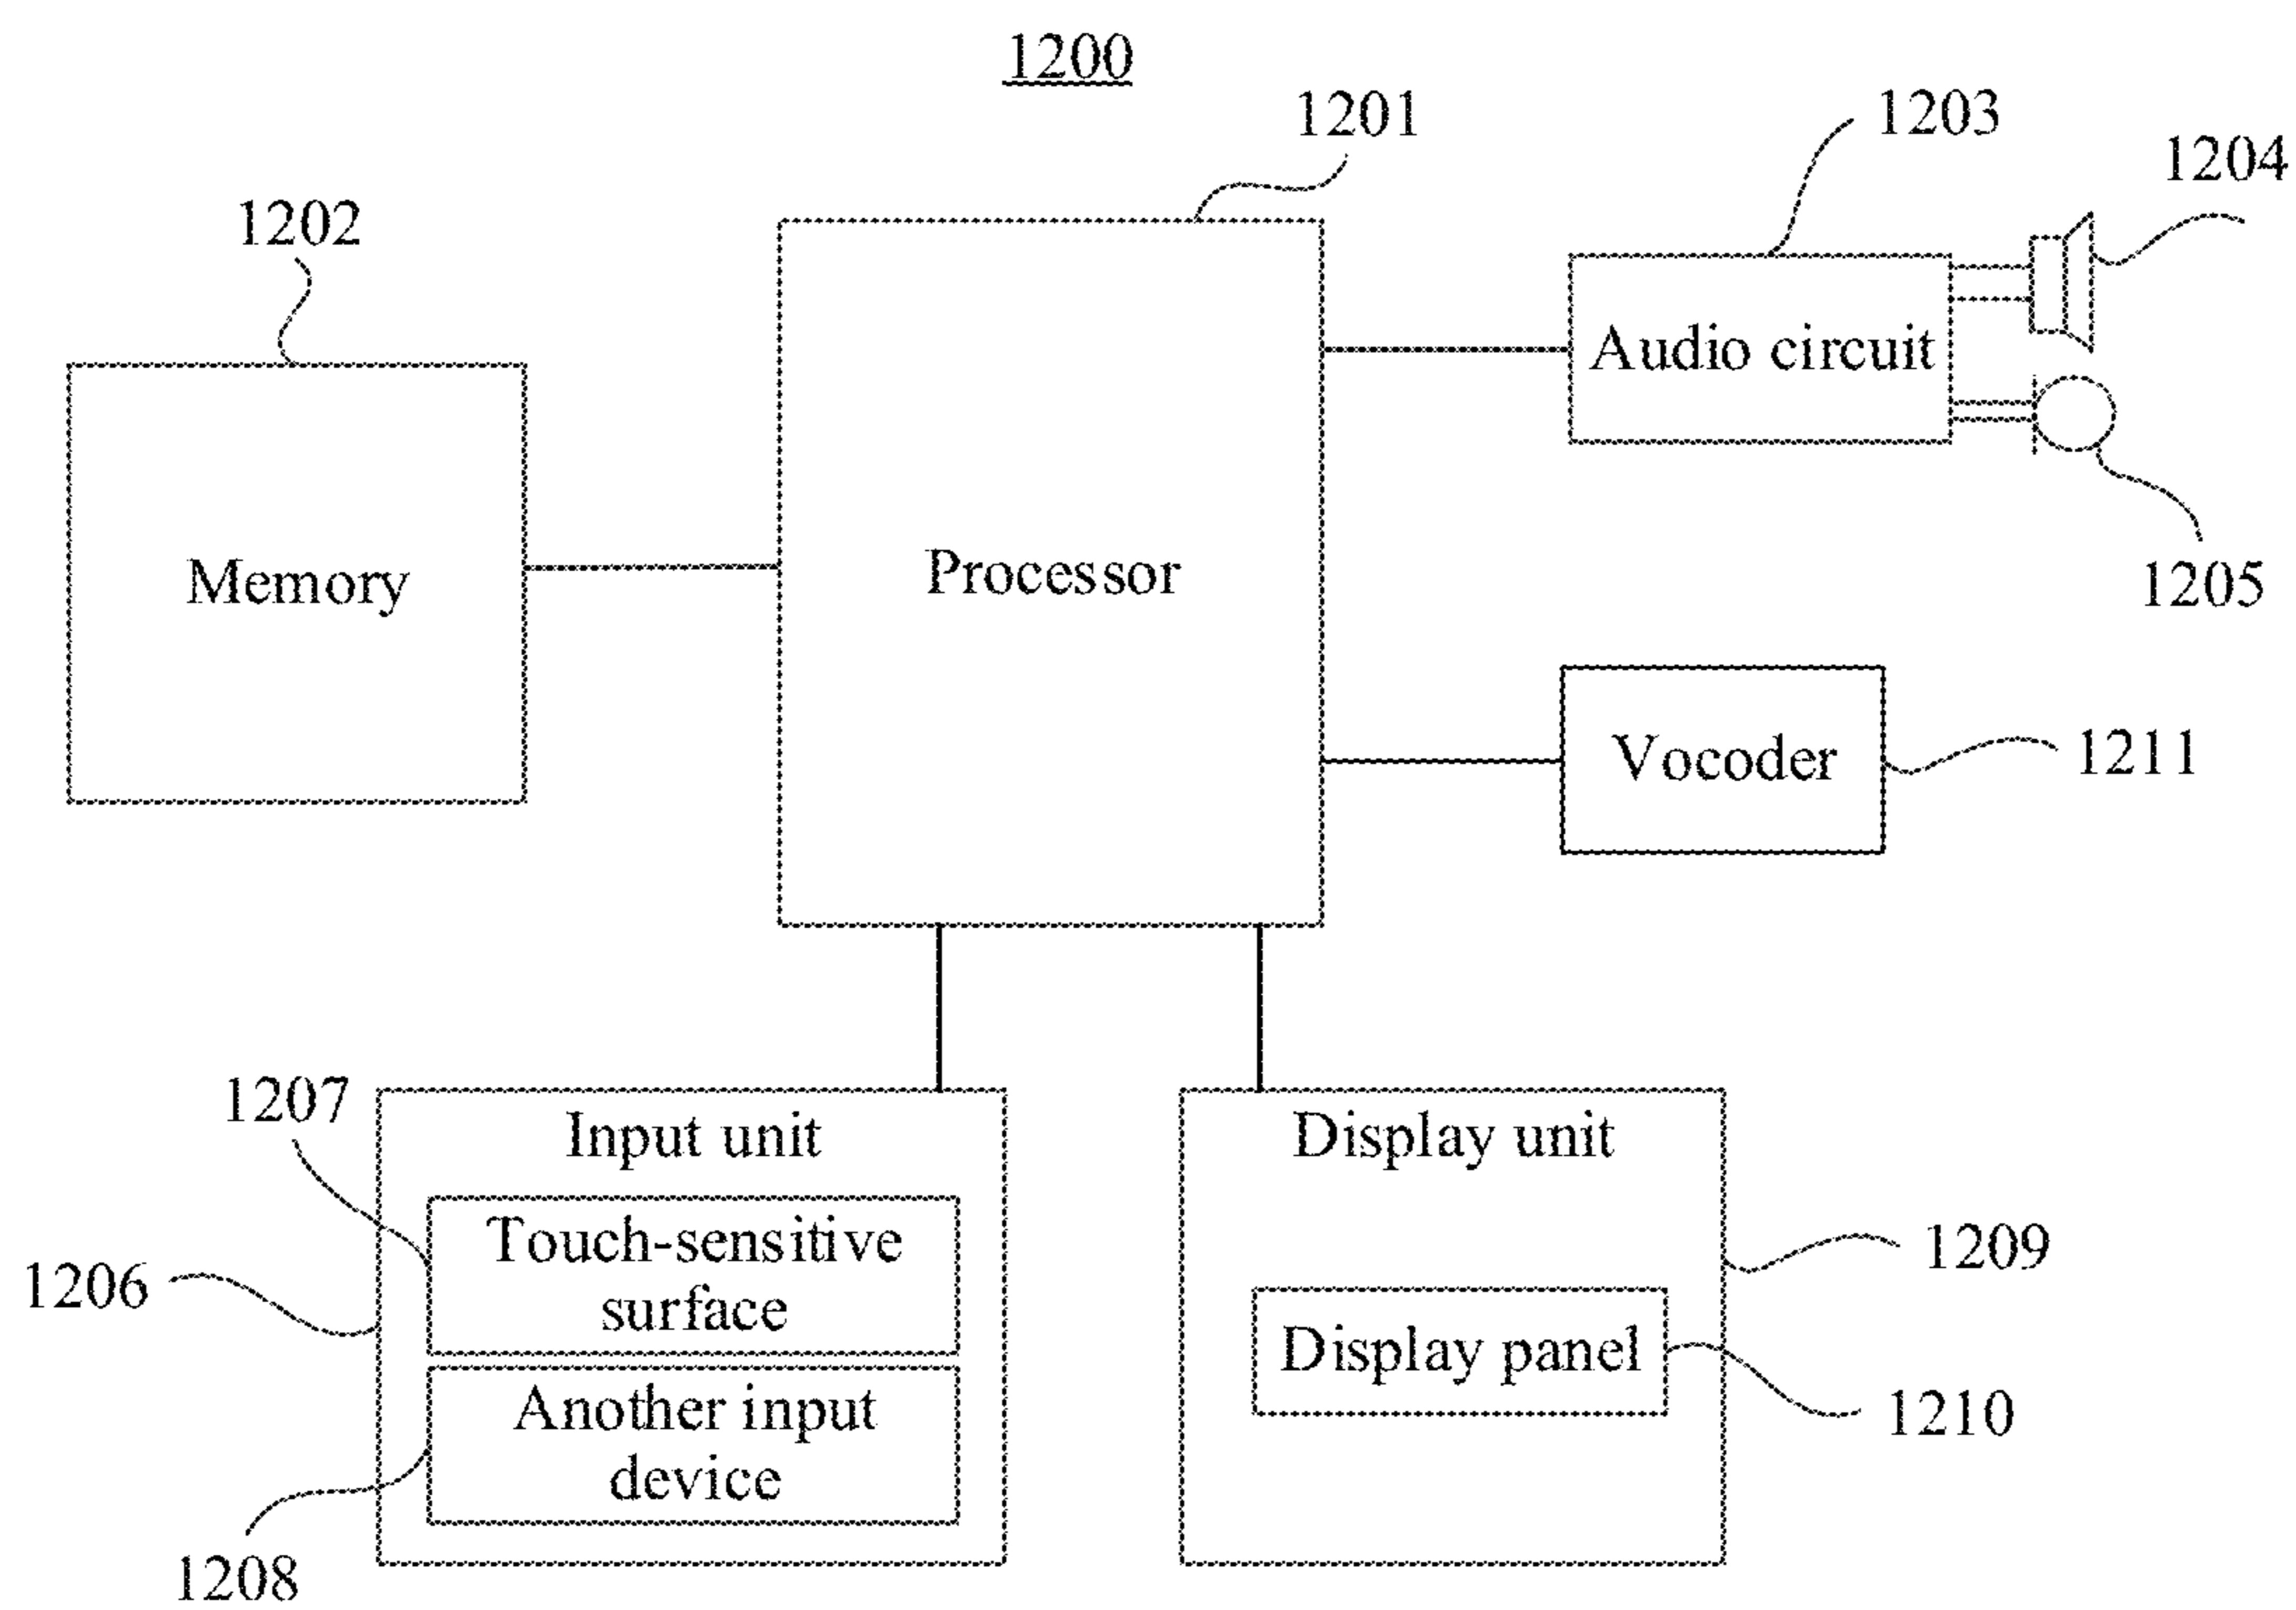 1200
1201
1203
1204
1202
Audio circuit
Memory
Processor
1205
Vocoder
1211
1207
Input unit
Display unit
Touch-sensitive
surface
1209
1206
Display panel
Another input
device
1210
1208